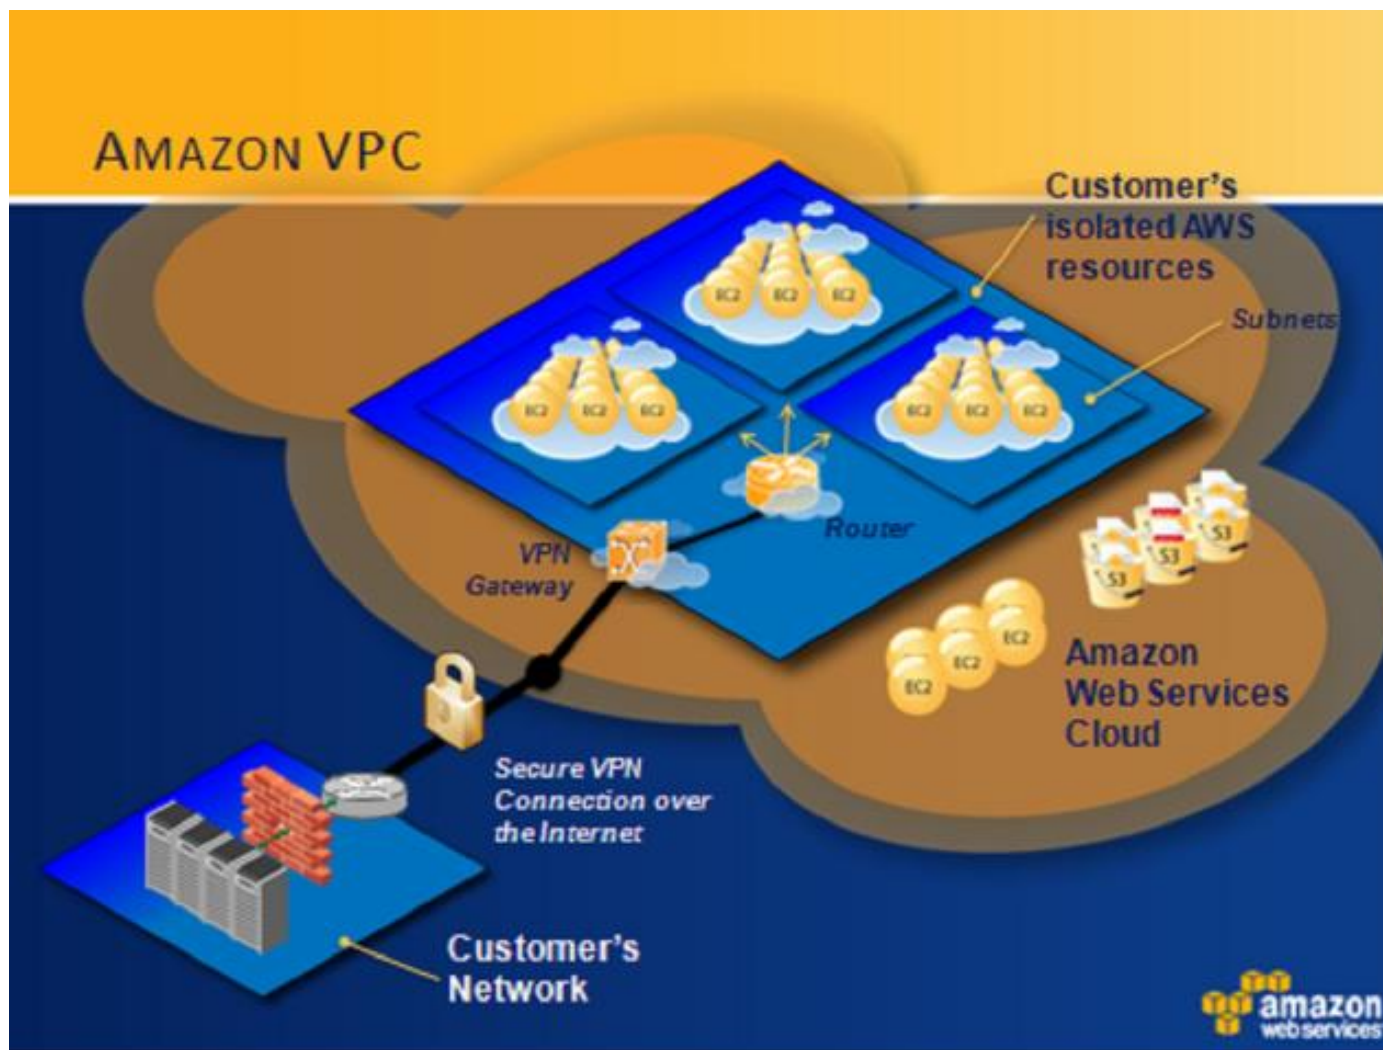 AMAZON VPC
Customer's
isolated AWS
resources
Subnets
EC2 EC2 EC2
EC2 EC2 EC2
EC2 EC2 EC2
Router
VPN
Gateway
S3
S3
S3
EC2
EC2
EC2
Amazon
Web Services
Cloud
Secure VPN
Connection over
the Internet
Customer's
Network
amazon
web services